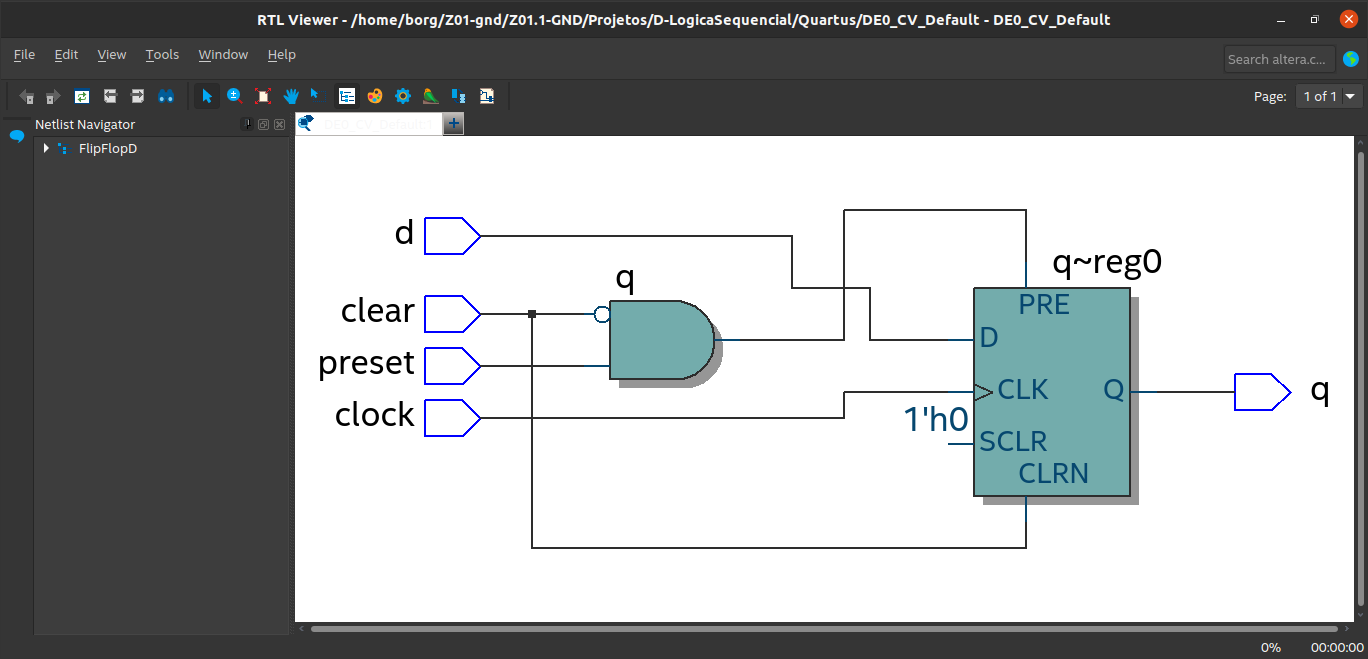 RTL Viewer - /home/borg/Z01-gnd/Z01.1-GND/Projetos/D-LogicaSequencial/Quartus/DE0_CV_Default - DE0_CV_Default
File Edit View Tools Window Help
Search altera.c...
Page: 1 of 1
Netlist Navigator
DE0_CV_Default:1
FlipFlopD
d
clear
preset
clock
q
q~reg0
PRE
D
CLK
Q
1'h0
SCLR
CLRN
q
0% 00:00:00